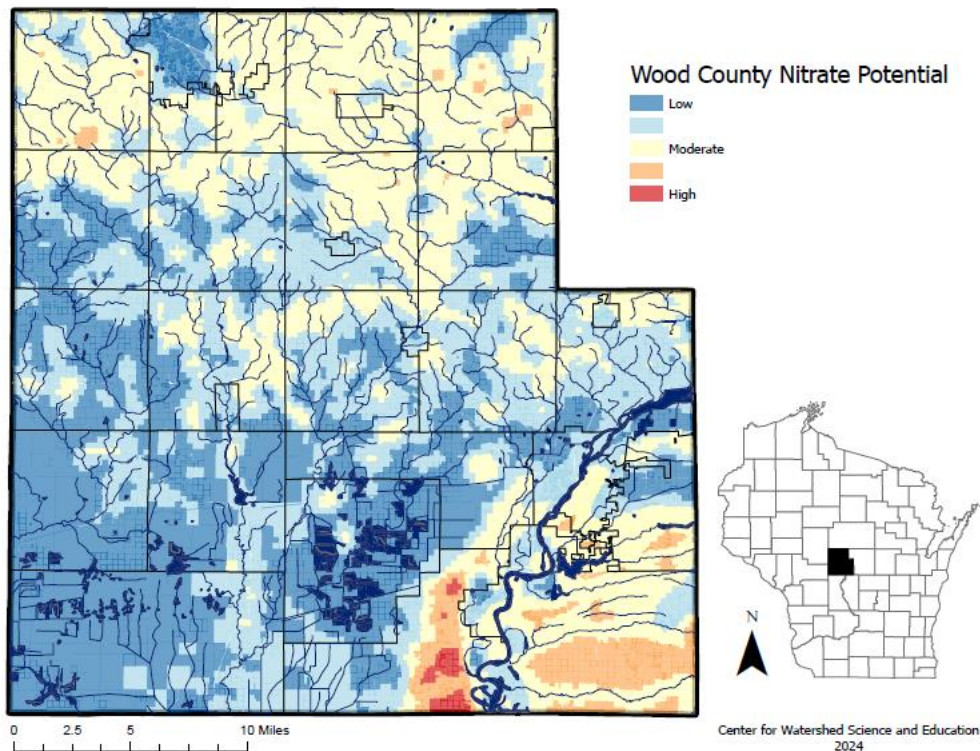 Wood County Nitrate Potential
Low
Moderate
High
N
0 2.5 5 10 Miles
Center for Watershed Science and Education
2024